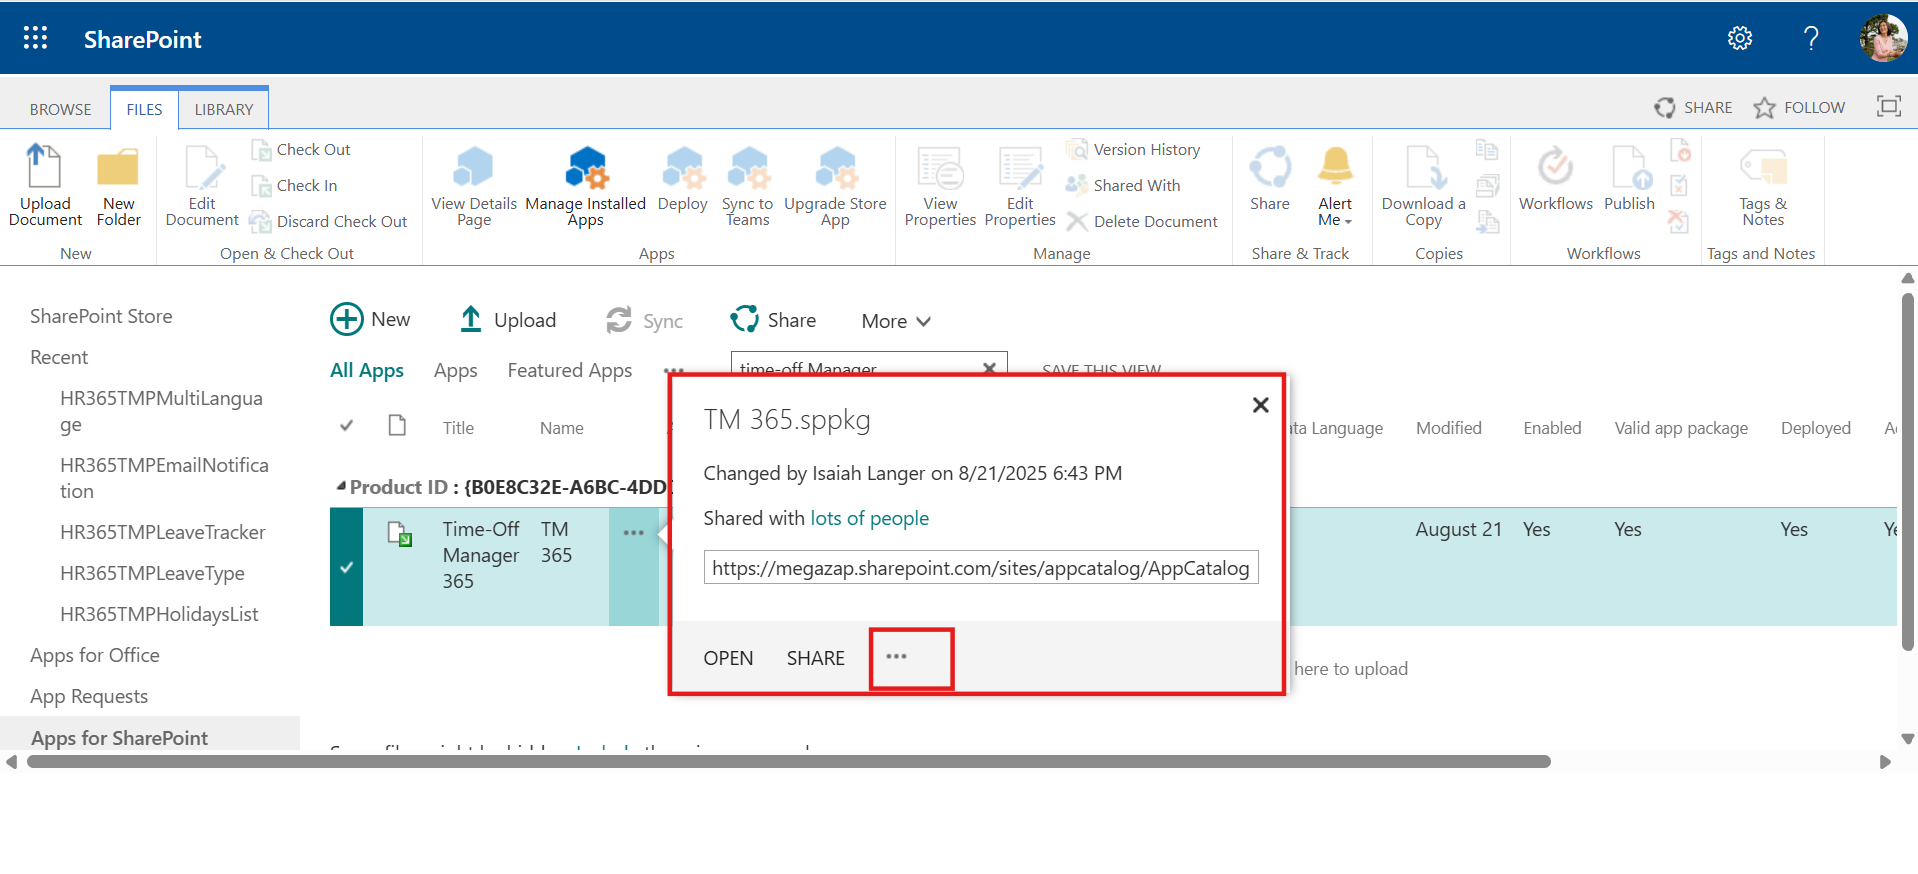 SharePoint
BROWSE FILES LIBRARY SHARE FOLLOW
Upload Document
New Folder
New
Edit Document
Check Out
Check In
Discard Check Out
Open & Check Out
View Details Page
Manage Installed Apps
Deploy
Sync to Teams
Upgrade Store App
Apps
View Properties
Edit Properties
Version History
Shared With
Delete Document
Manage
Share
Alert Me
Share & Track
Download a Copy
Copies
Workflows
Publish
Workflows
Tags & Notes
Tags and Notes
SharePoint Store
Recent
HR365TMPMultiLangua
ge
HR365TMPEmailNotifica
tion
HR365TMPLeaveTracker
HR365TMPLeaveType
HR365TMPHolidaysList
Apps for Office
App Requests
Apps for SharePoint
New Upload Sync Share More
All Apps Apps Featured Apps ••• time-off Manager SAVE THIS VIEW
Title Name Language Modified Enabled Valid app package Deployed
Product ID : {B0E8C32E-A6BC-4DD
Time-Off
Manager
365
TM
365
•••
August 21 Yes Yes Yes
TM 365.sppkg
Changed by Isaiah Langer on 8/21/2025 6:43 PM
Shared with lots of people
https://megazap.sharepoint.com/sites/appcatalog/AppCatalog
OPEN SHARE •••
here to upload